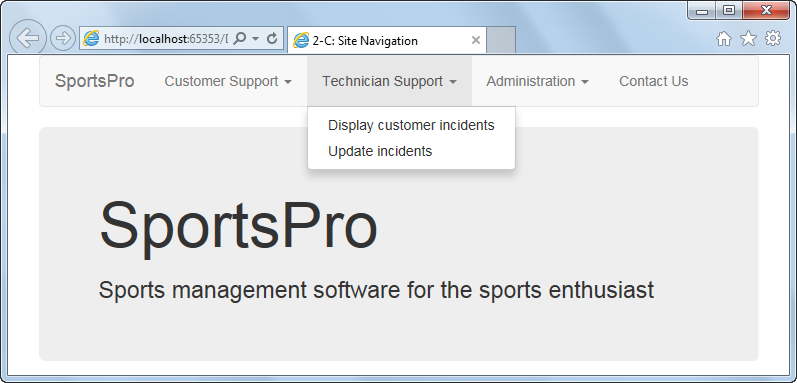 http://localhost:65353/
2-C: Site Navigation
SportsPro Customer Support Technician Support Administration Contact Us
Display customer incidents
Update incidents
SportsPro
Sports management software for the sports enthusiast